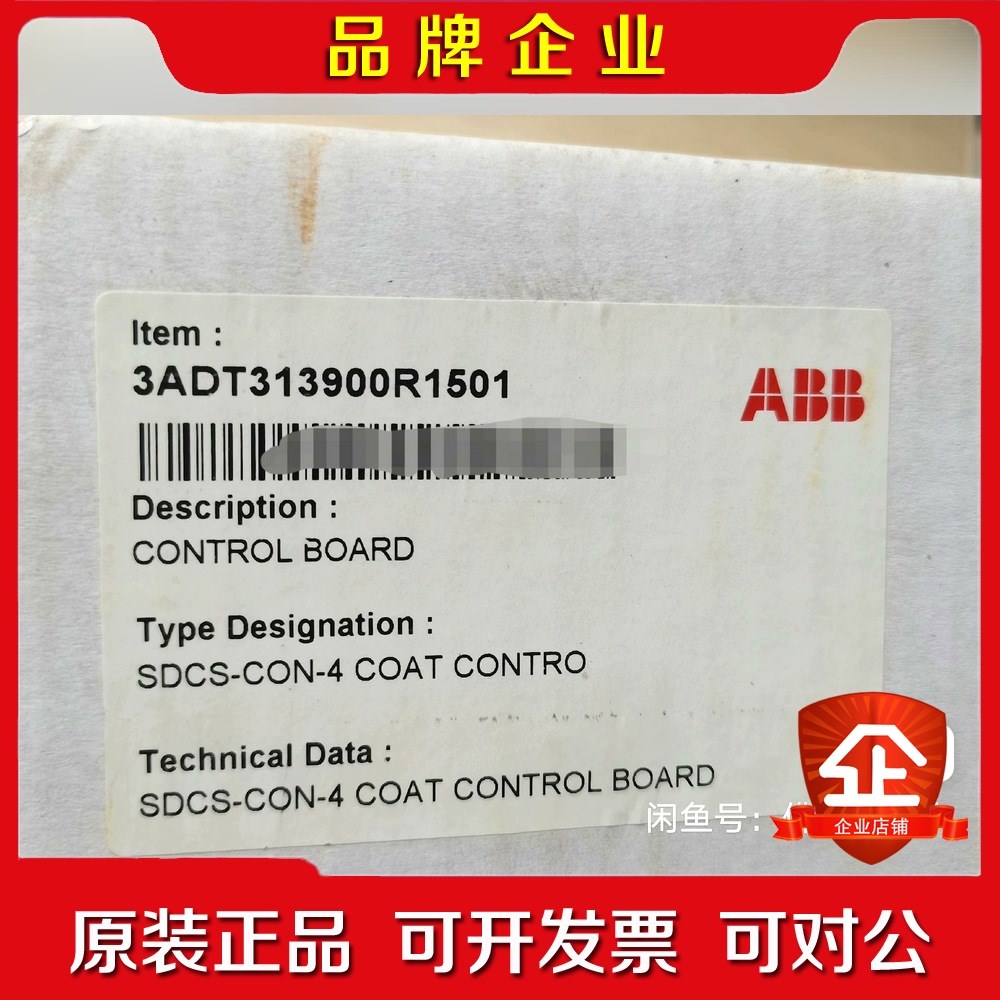 品牌企业
Item :
3ADT313900R1501
ABB
Description :
CONTROL BOARD
Type Designation :
SDCS-CON-4 COAT CONTRO
Technical Data :
SDCS-CON-4 COAT CONTROL BOARD
闲鱼号：
企
企业店铺
原装正品 可开发票 可对公